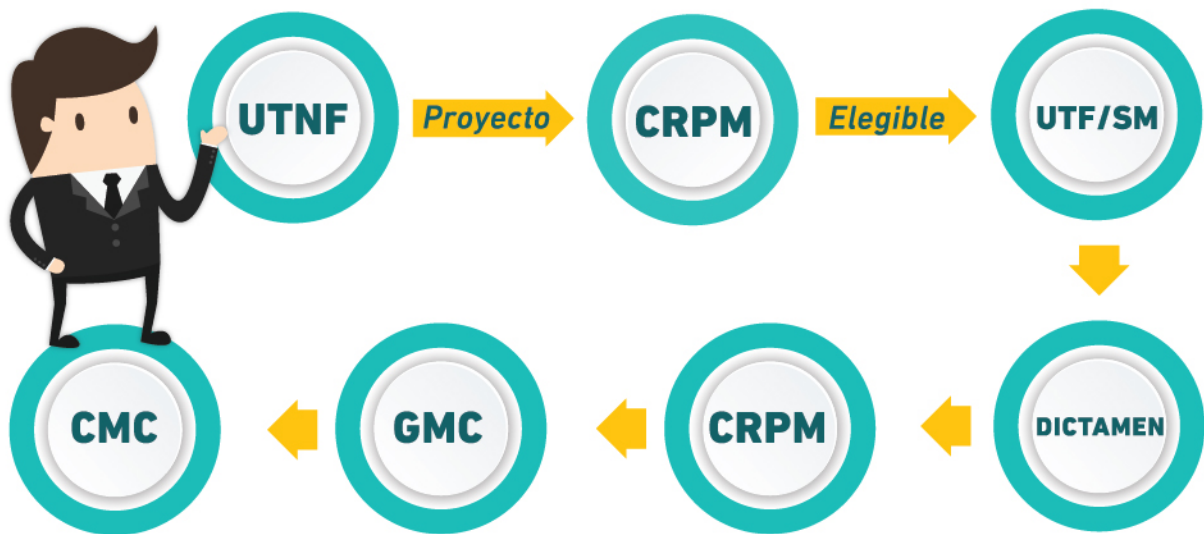 UTNF
Proyecto
CRPM
Elegible
UTF/SM
DICTAMEN
CRPM
GMC
CMC